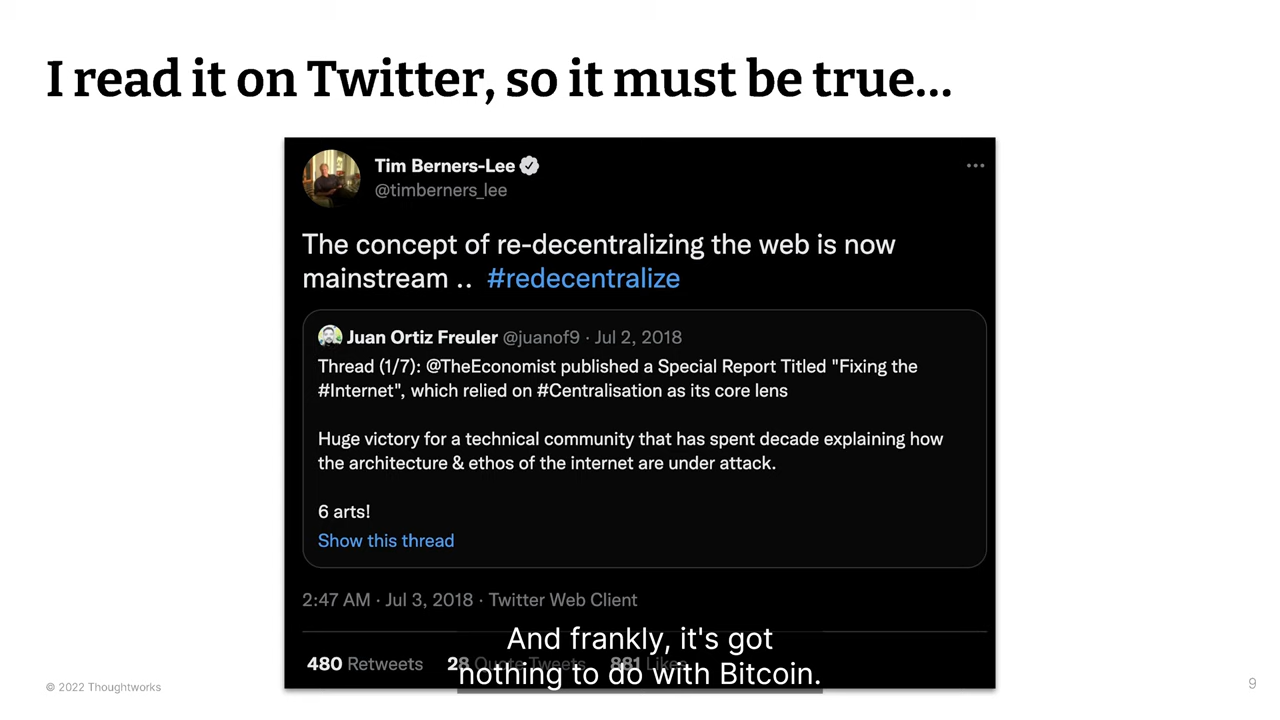 I read it on Twitter, so it must be true...
Tim Berners-Lee
@timberners_lee
The concept of re-decentralizing the web is now
mainstream .. #redecentralize
Juan Ortiz Freuler @juanof9 · Jul 2, 2018
Thread (1/7): @TheEconomist published a Special Report Titled "Fixing the
#Internet", which relied on #Centralisation as its core lens
Huge victory for a technical community that has spent decade explaining how
the architecture & ethos of the internet are under attack.
6 arts!
Show this thread
2:47 AM · Jul 3, 2018 · Twitter Web Client
480 Retweets 28 Quote Tweets 881 Likes
And frankly, it's got
nothing to do with Bitcoin.
© 2022 Thoughtworks
9